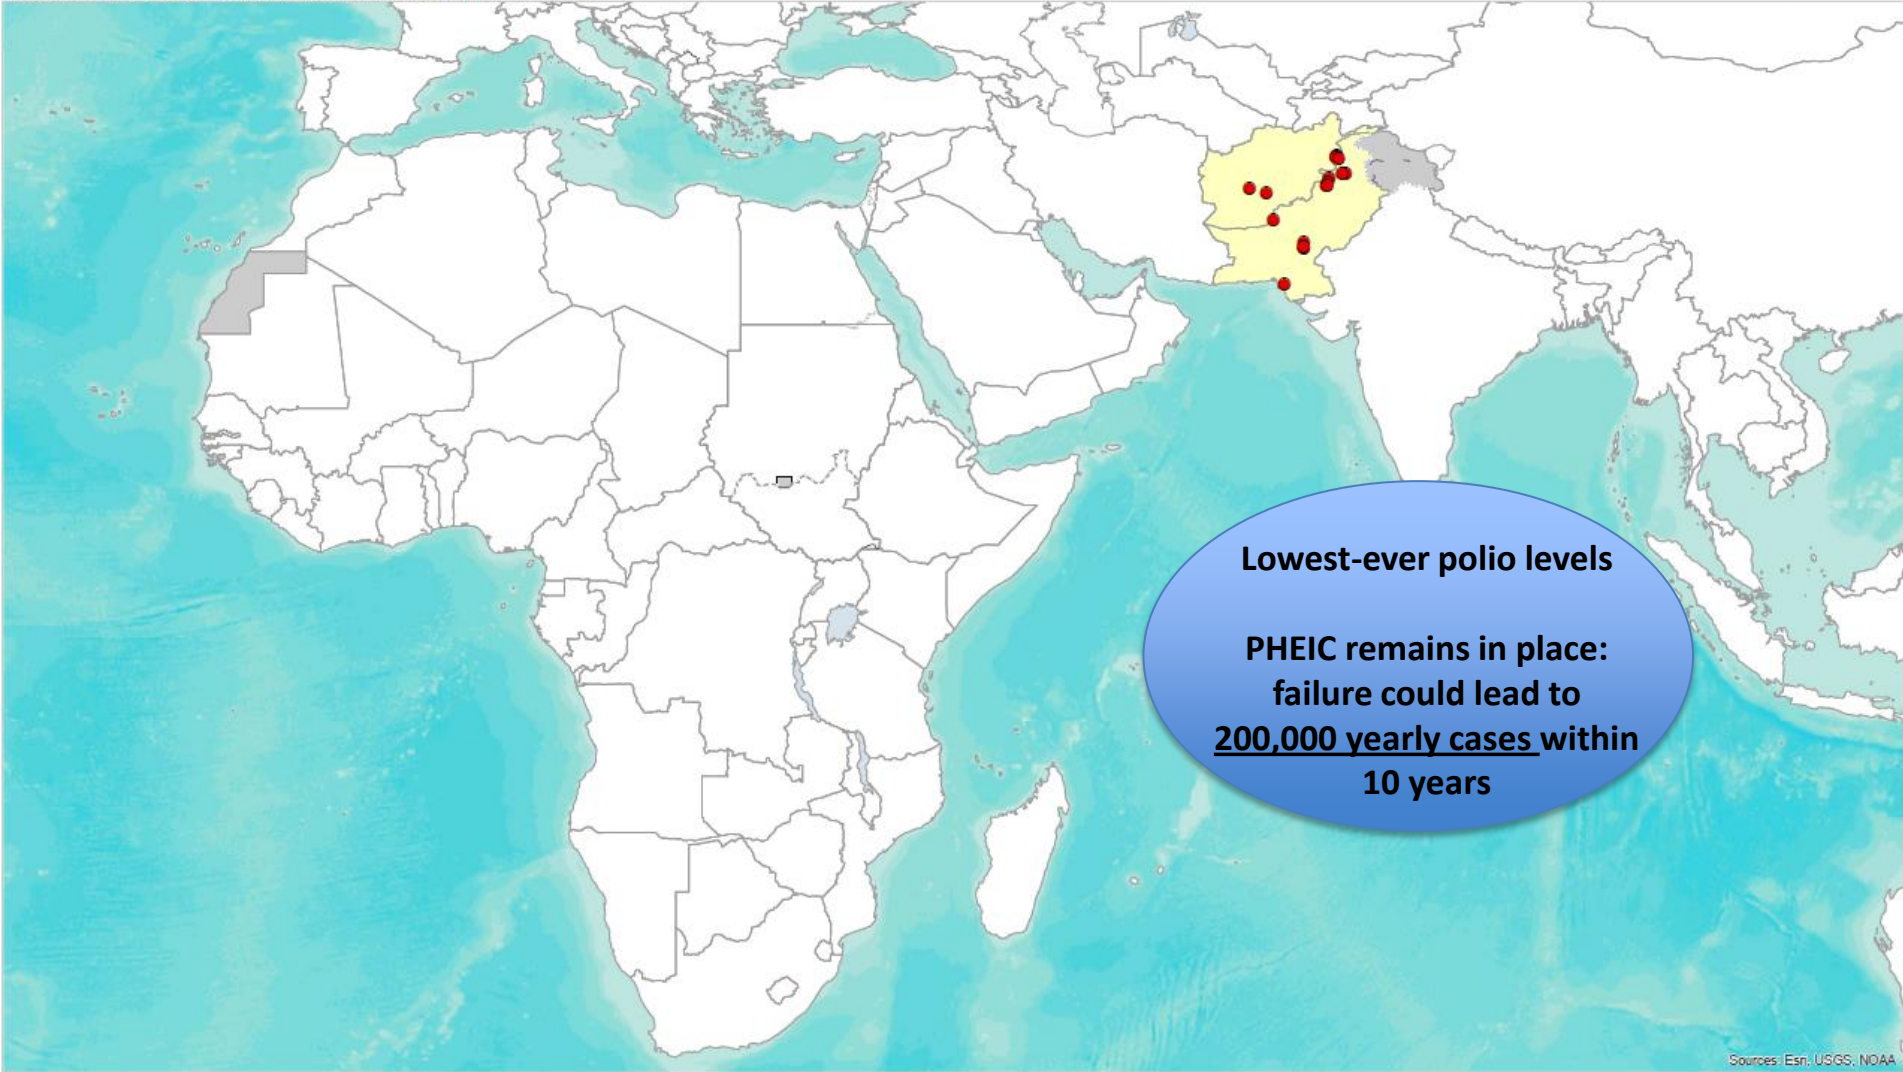 Lowest-ever polio levels
PHEIC remains in place:
failure could lead to
200,000 yearly cases within
10 years
Sources: Esri, USGS, NOAA